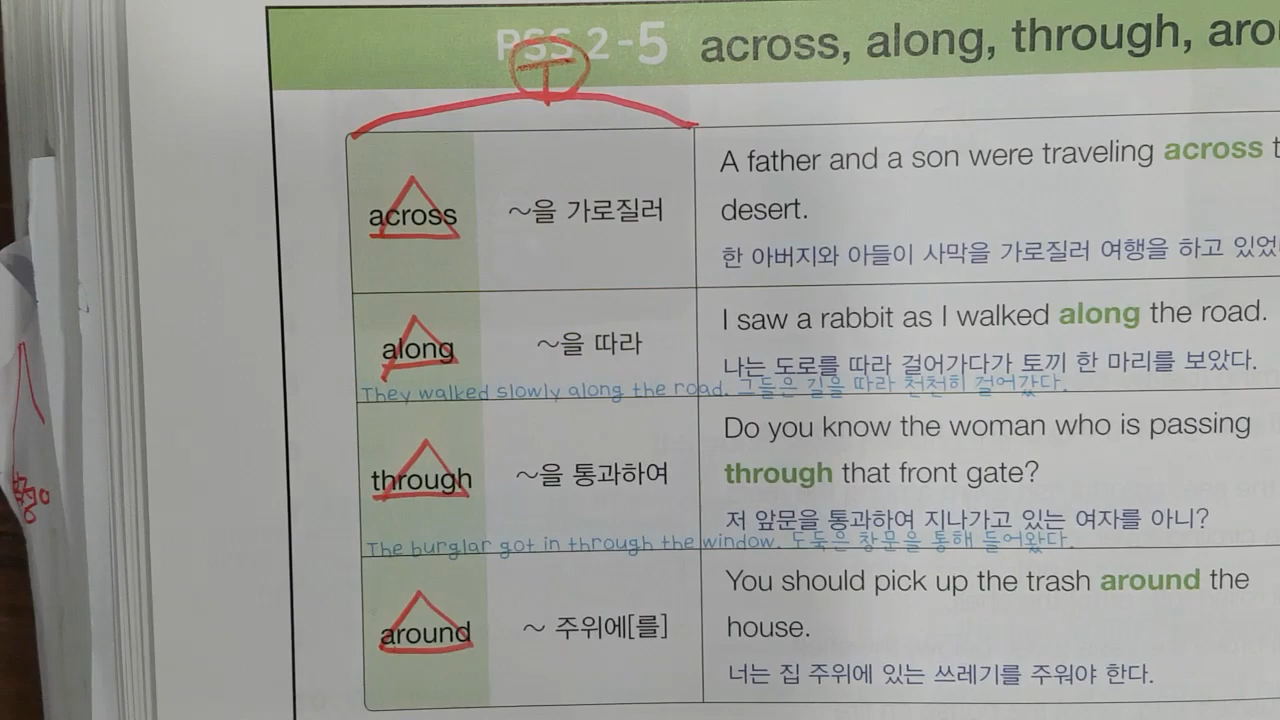 PSS 2-5 across, along, through, arou
T
across ~을 가로질러 A father and a son were traveling across t
desert.
한 아버지와 아들이 사막을 가로질러 여행을 하고 있었
along ~을 따라 I saw a rabbit as I walked along the road.
나는 도로를 따라 걸어가다가 토끼 한 마리를 보았다.
They walked slowly along the road. 그들은 길을 따라 천천히 걸어갔다.
through ~을 통과하여 Do you know the woman who is passing
through that front gate?
저 앞문을 통과하여 지나가고 있는 여자를 아니?
The burglar got in through the window. 도둑은 창문을 통해 들어왔다.
around ~ 주위에[를] You should pick up the trash around the
house.
너는 집 주위에 있는 쓰레기를 주워야 한다.